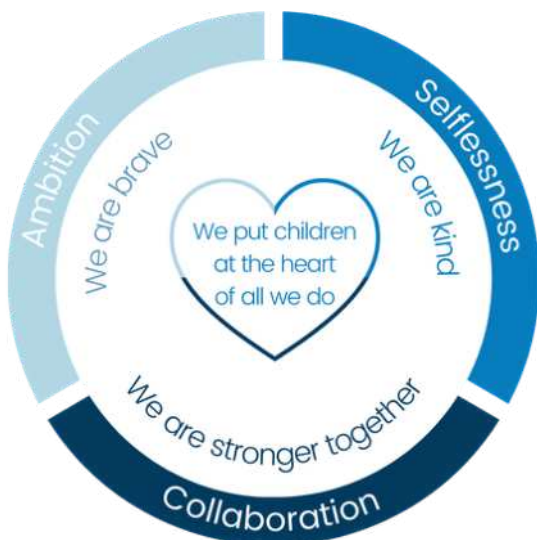 Ambition
We are brave
Selflessness
We are kind
We put children
at the heart
of all we do
We are stronger together
Collaboration